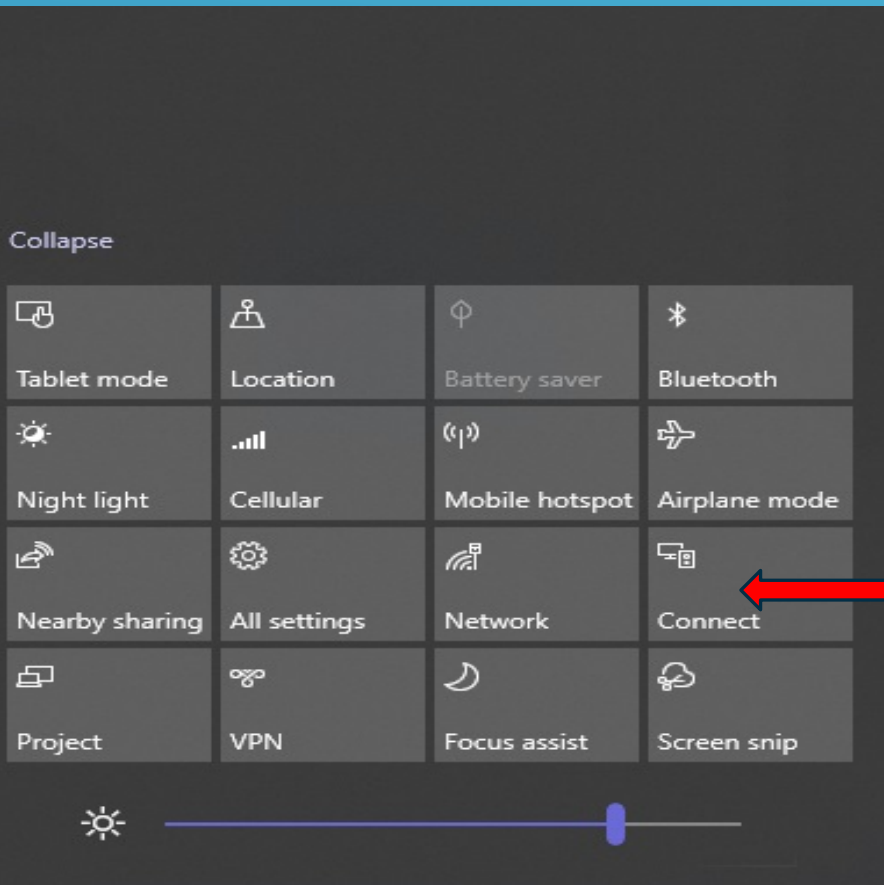 Collapse
Tablet mode Location Battery saver Bluetooth
Night light Cellular Mobile hotspot Airplane mode
Nearby sharing All settings Network Connect
Project VPN Focus assist Screen snip